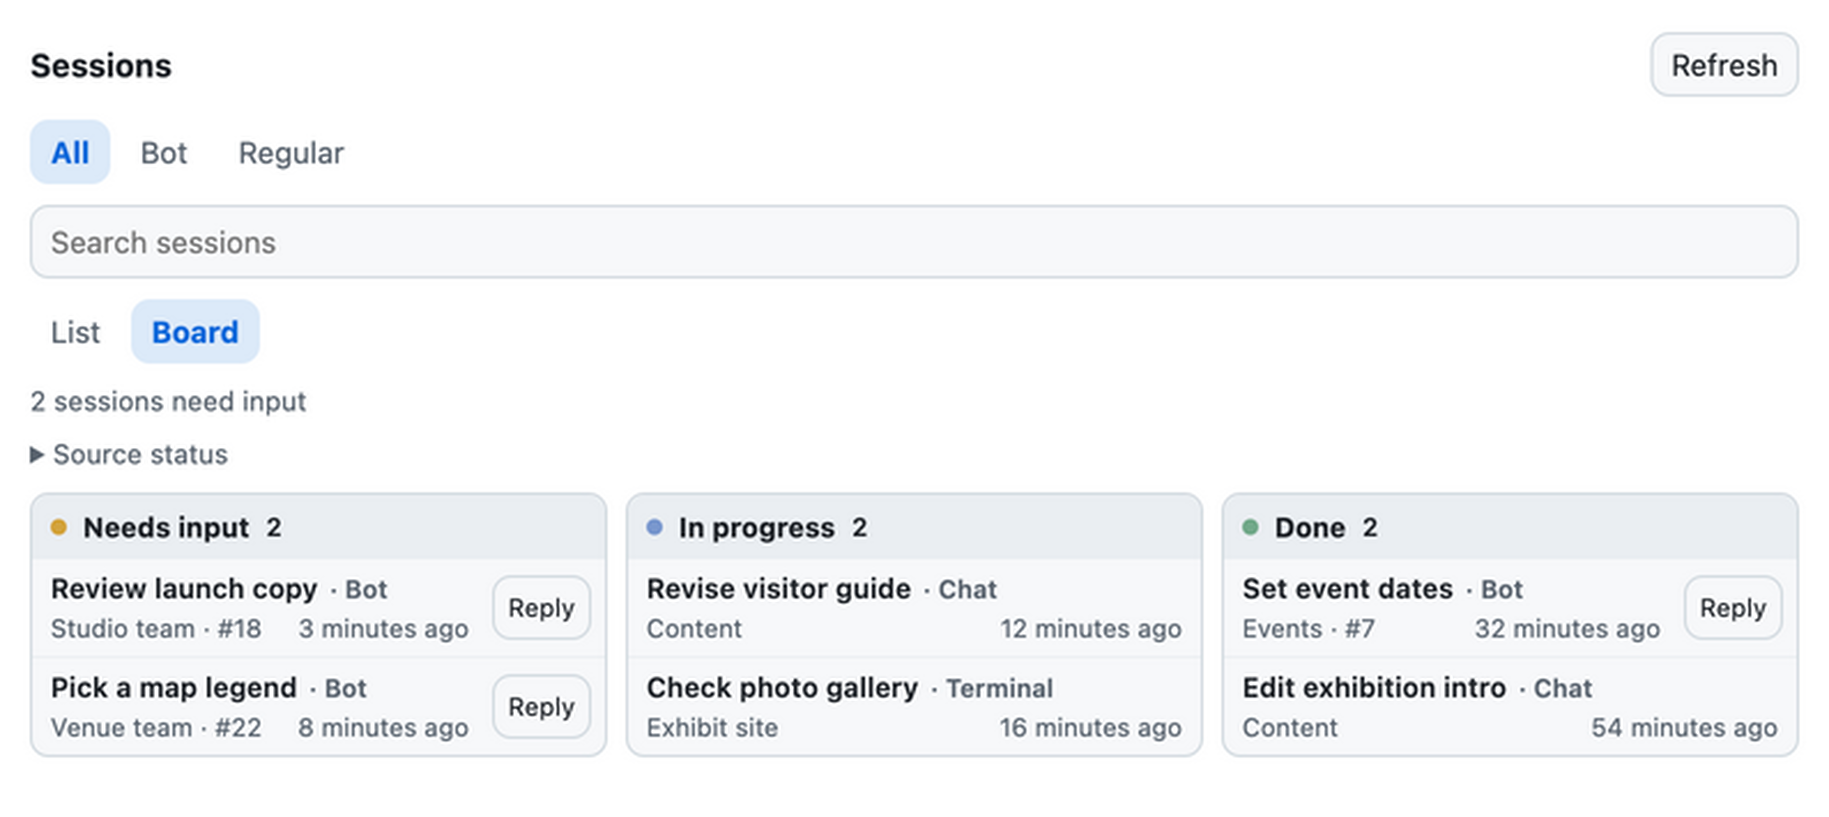 Sessions
Refresh
All Bot Regular
Search sessions
List Board
2 sessions need input
▶ Source status
Needs input 2
Review launch copy · Bot
Studio team · #18 3 minutes ago
Reply
Pick a map legend · Bot
Venue team · #22 8 minutes ago
Reply
In progress 2
Revise visitor guide · Chat
Content 12 minutes ago
Check photo gallery · Terminal
Exhibit site 16 minutes ago
Done 2
Set event dates · Bot
Events · #7 32 minutes ago
Reply
Edit exhibition intro · Chat
Content 54 minutes ago